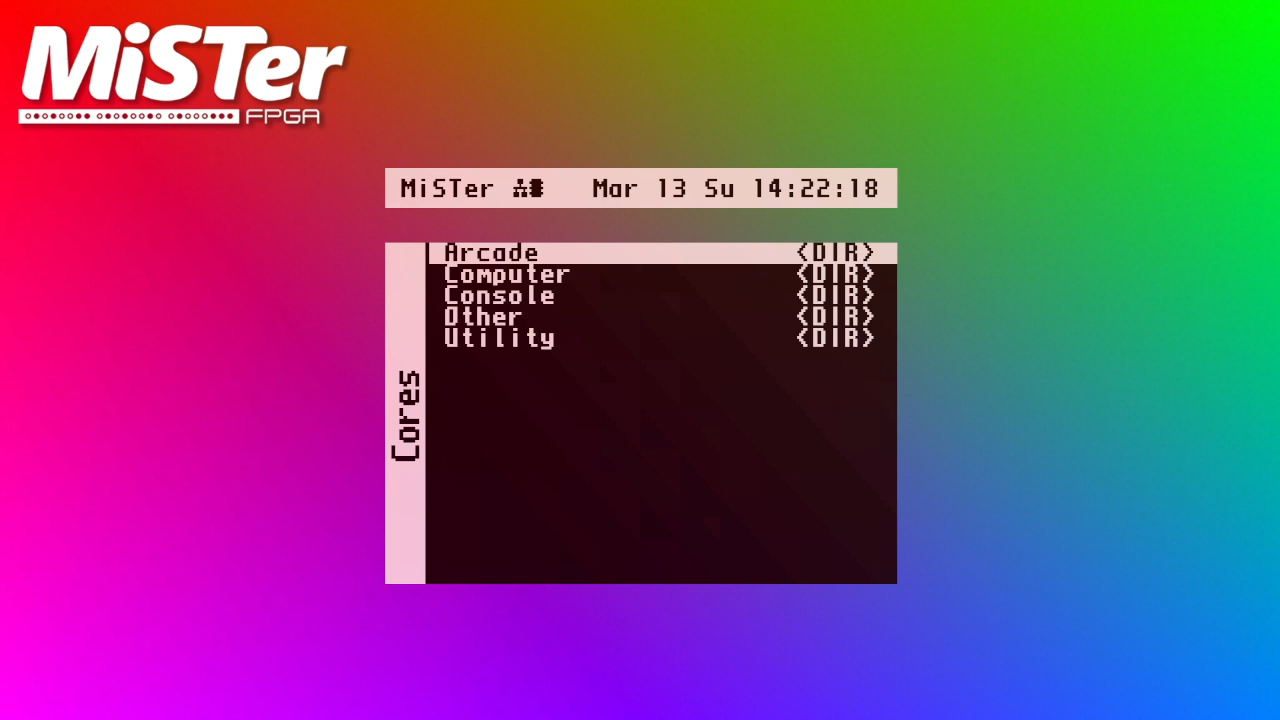 MiSTer
FPGA
MiSTer Mar 13 Su 14:22:18
Cores
Arcade <DIR>
Computer <DIR>
Console <DIR>
Other <DIR>
Utility <DIR>